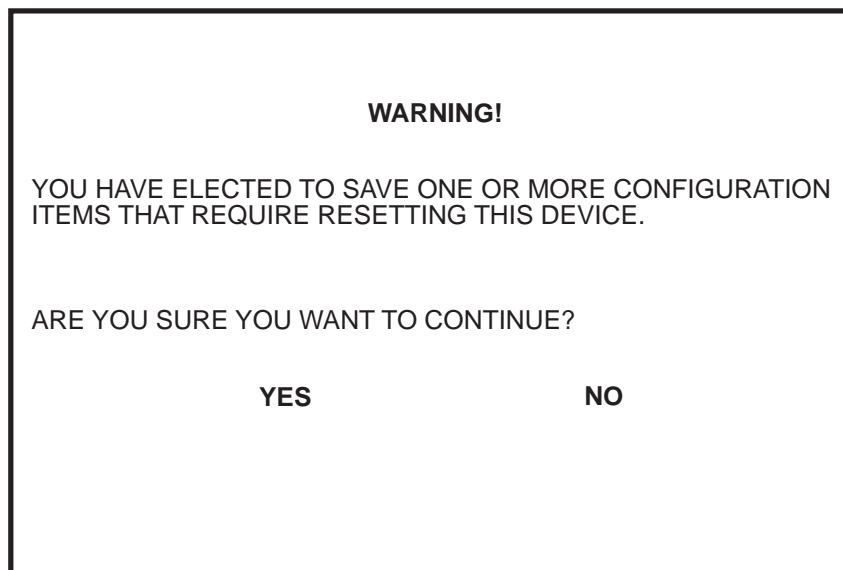 WARNING!
YOU HAVE ELECTED TO SAVE ONE OR MORE CONFIGURATION
ITEMS THAT REQUIRE RESETTING THIS DEVICE.
ARE YOU SURE YOU WANT TO CONTINUE?
YES NO